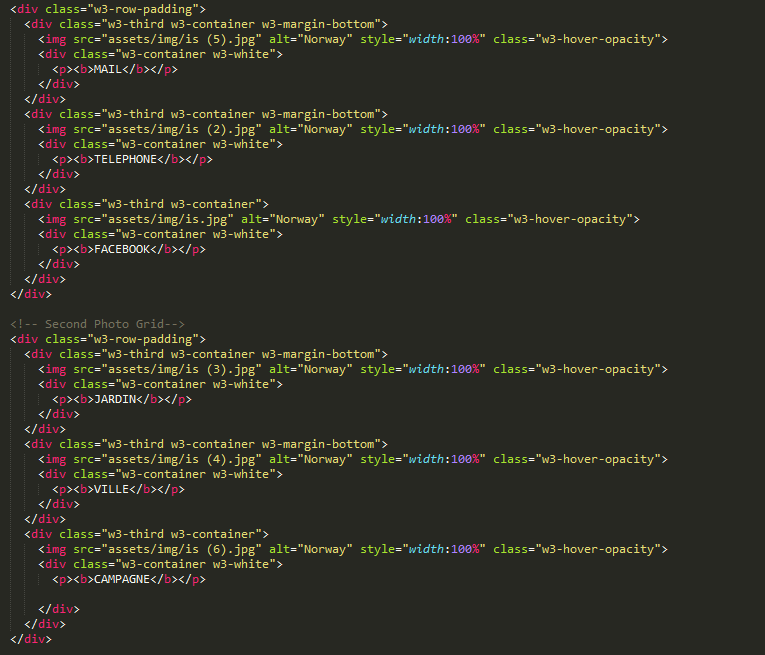 <div class="w3-row-padding">
  <div class="w3-third w3-container w3-margin-bottom">
    <img src="assets/img/is (5).jpg" alt="Norway" style="width:100%" class="w3-hover-opacity">
    <div class="w3-container w3-white">
      <p><b>MAIL</b></p>
    </div>
  </div>
  <div class="w3-third w3-container w3-margin-bottom">
    <img src="assets/img/is (2).jpg" alt="Norway" style="width:100%" class="w3-hover-opacity">
    <div class="w3-container w3-white">
      <p><b>TELEPHONE</b></p>
    </div>
  </div>
  <div class="w3-third w3-container">
    <img src="assets/img/is.jpg" alt="Norway" style="width:100%" class="w3-hover-opacity">
    <div class="w3-container w3-white">
      <p><b>FACEBOOK</b></p>
    </div>
  </div>
</div>

<!-- Second Photo Grid-->
<div class="w3-row-padding">
  <div class="w3-third w3-container w3-margin-bottom">
    <img src="assets/img/is (3).jpg" alt="Norway" style="width:100%" class="w3-hover-opacity">
    <div class="w3-container w3-white">
      <p><b>JARDIN</b></p>
    </div>
  </div>
  <div class="w3-third w3-container w3-margin-bottom">
    <img src="assets/img/is (4).jpg" alt="Norway" style="width:100%" class="w3-hover-opacity">
    <div class="w3-container w3-white">
      <p><b>VILLE</b></p>
    </div>
  </div>
  <div class="w3-third w3-container">
    <img src="assets/img/is (6).jpg" alt="Norway" style="width:100%" class="w3-hover-opacity">
    <div class="w3-container w3-white">
      <p><b>CAMPAGNE</b></p>

    </div>
  </div>
</div>